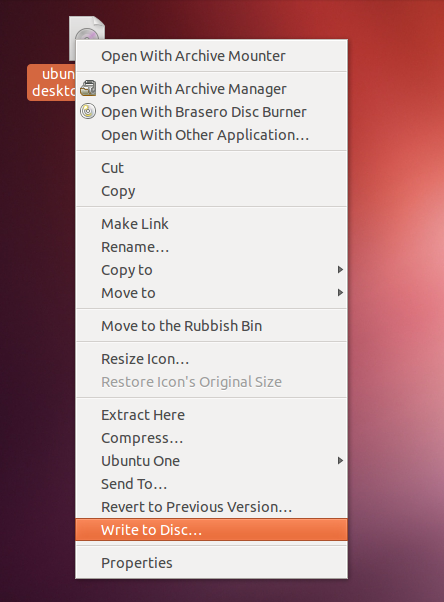 Open With Archive Mounter
ubun
deskto
Open With Archive Manager
Open With Brasero Disc Burner
Open With Other Application…
Cut
Copy
Make Link
Rename…
Copy to
Move to
Move to the Rubbish Bin
Resize Icon…
Restore Icon's Original Size
Extract Here
Compress…
Ubuntu One
Send To…
Revert to Previous Version…
Write to Disc…
Properties